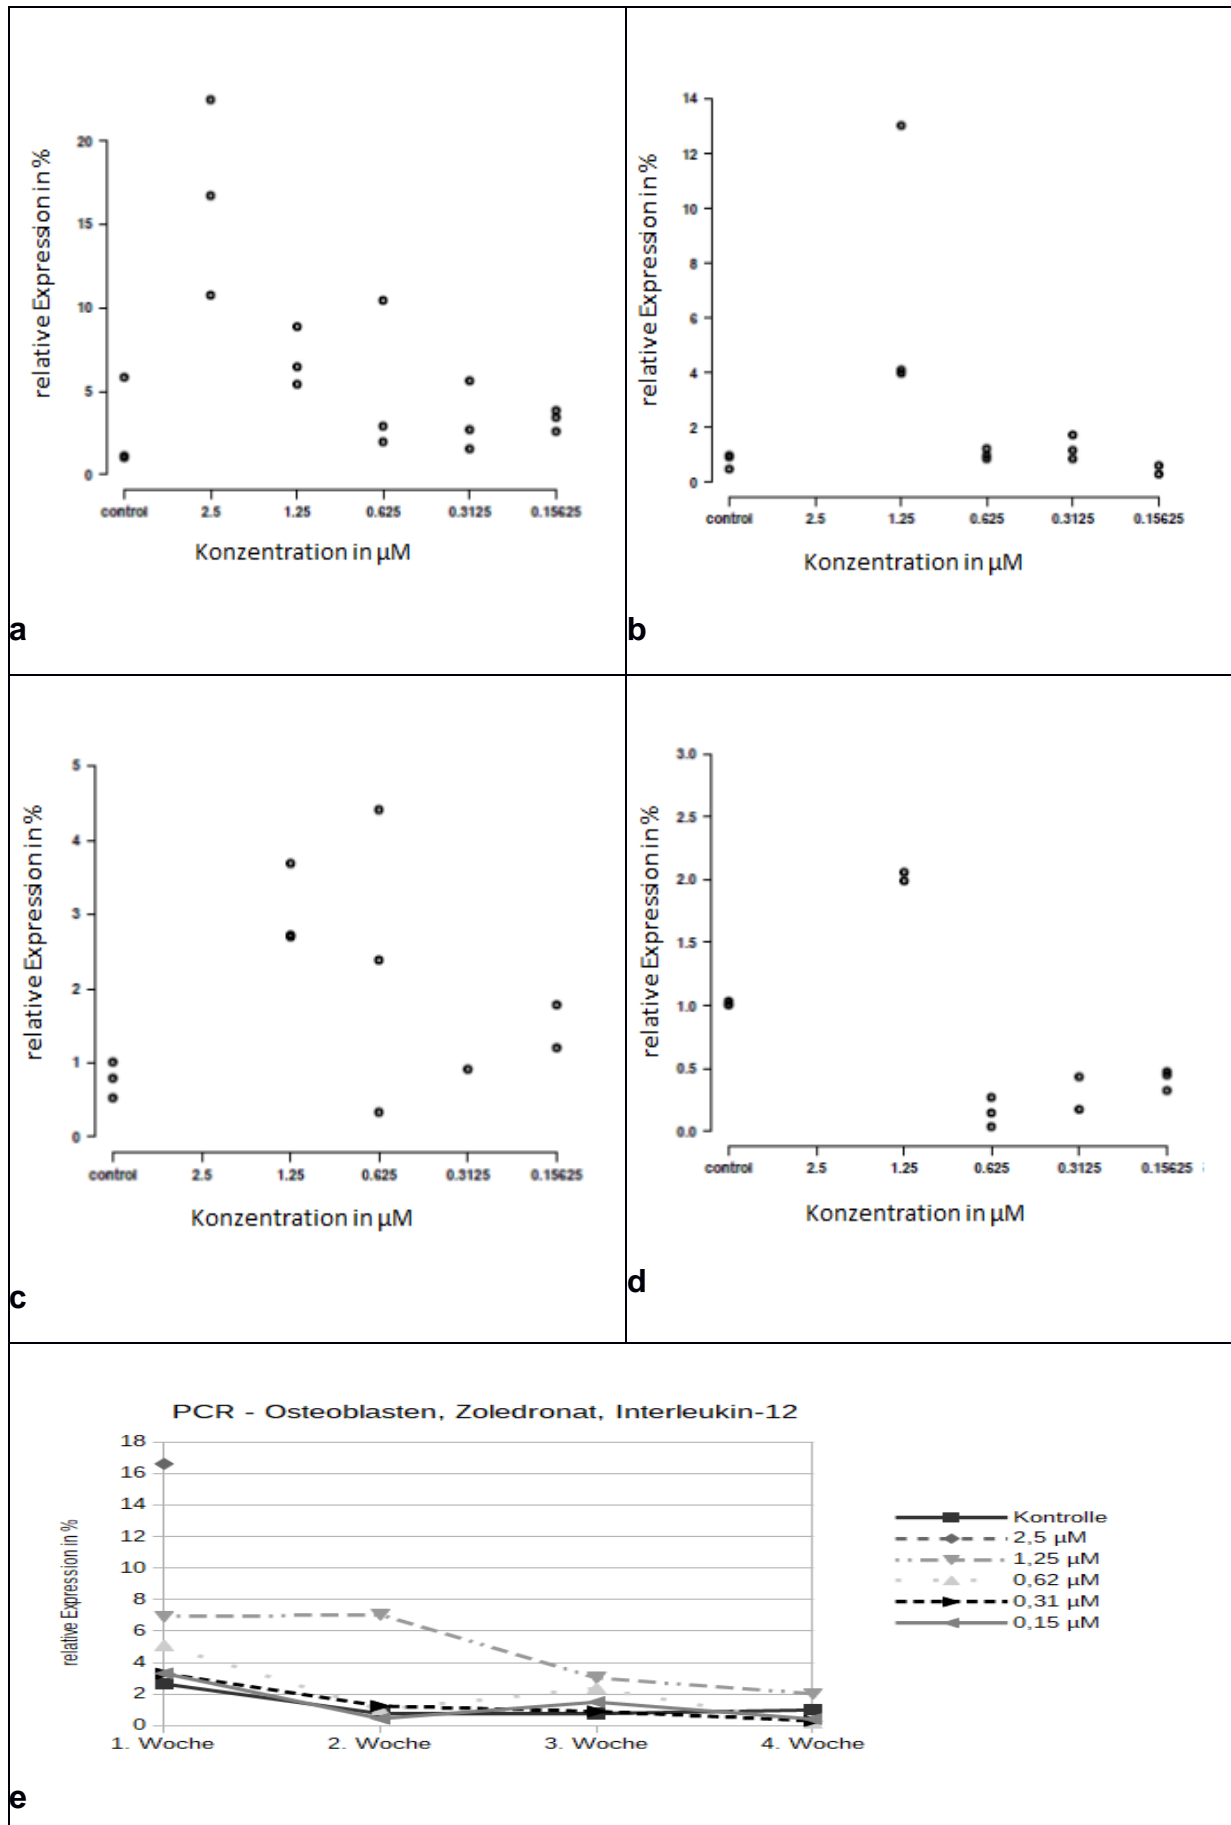 relative Expression in %
20
15
10
5
0
control 2.5 1.25 0.625 0.3125 0.15625
Konzentration in µM
a
relative Expression in %
14
12
10
8
6
4
2
0
control 2.5 1.25 0.625 0.3125 0.15625
Konzentration in µM
b
relative Expression in %
5
4
3
2
1
0
control 2.5 1.25 0.625 0.3125 0.15625
Konzentration in µM
c
relative Expression in %
3.0
2.5
2.0
1.5
1.0
0.5
0.0
control 2.5 1.25 0.625 0.3125 0.15625
Konzentration in µM
d
PCR - Osteoblasten, Zoledronat, Interleukin-12
relative Expression in %
18
16
14
12
10
8
6
4
2
0
1. Woche 2. Woche 3. Woche 4. Woche
Kontrolle
2,5 µM
1,25 µM
0,62 µM
0,31 µM
0,15 µM
e